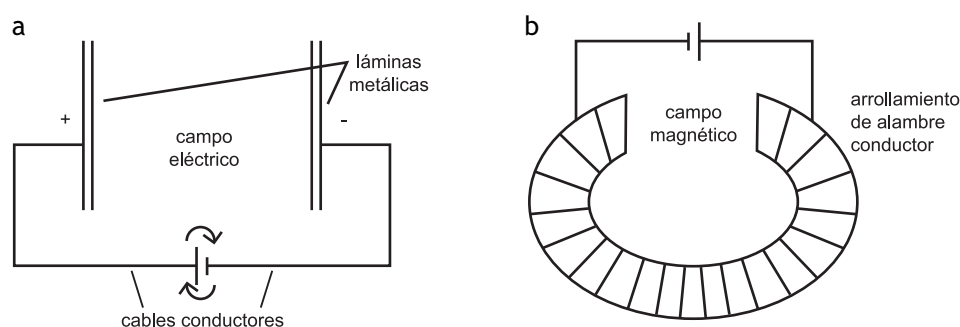 a
láminas
metálicas
+
-
campo
eléctrico
cables conductores
b
campo
magnético
arrollamiento
de alambre
conductor